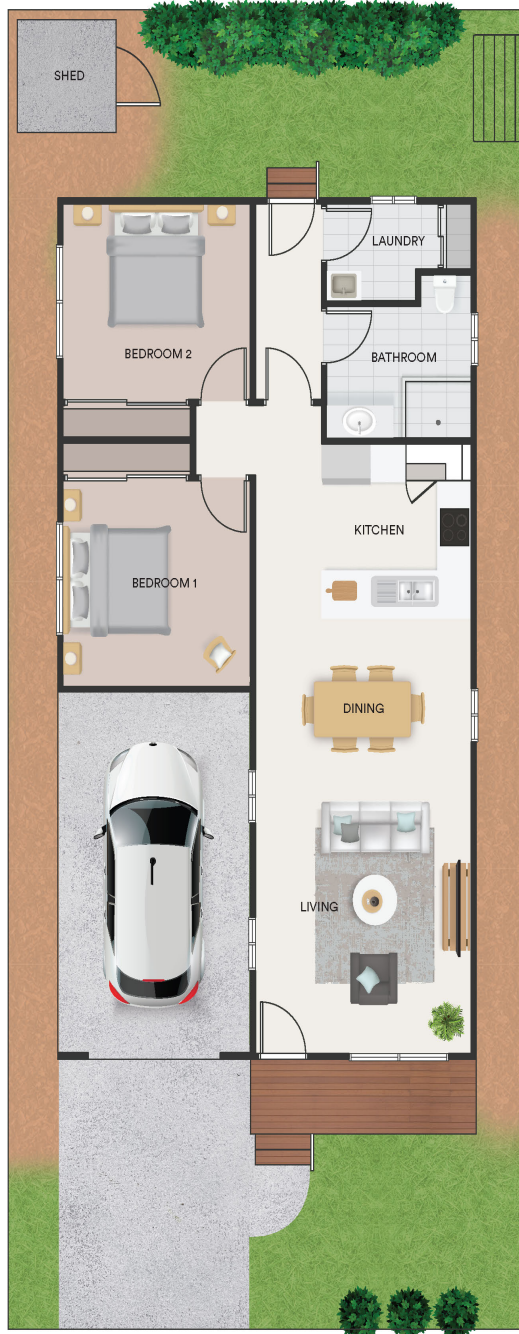 SHED
LAUNDRY
BEDROOM 2
BATHROOM
KITCHEN
BEDROOM 1
DINING
LIVING